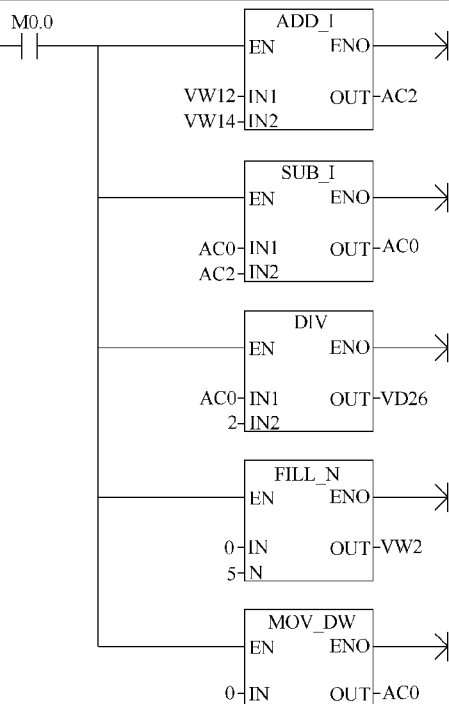 M0.0
ADD_I
EN ENO
VW12 IN1 OUT AC2
VW14 IN2
SUB_I
EN ENO
AC0 IN1 OUT AC0
AC2 IN2
DIV
EN ENO
AC0 IN1 OUT VD26
2 IN2
FILL_N
EN ENO
0 IN OUT VW2
5 N
MOV_DW
EN ENO
0 IN OUT AC0